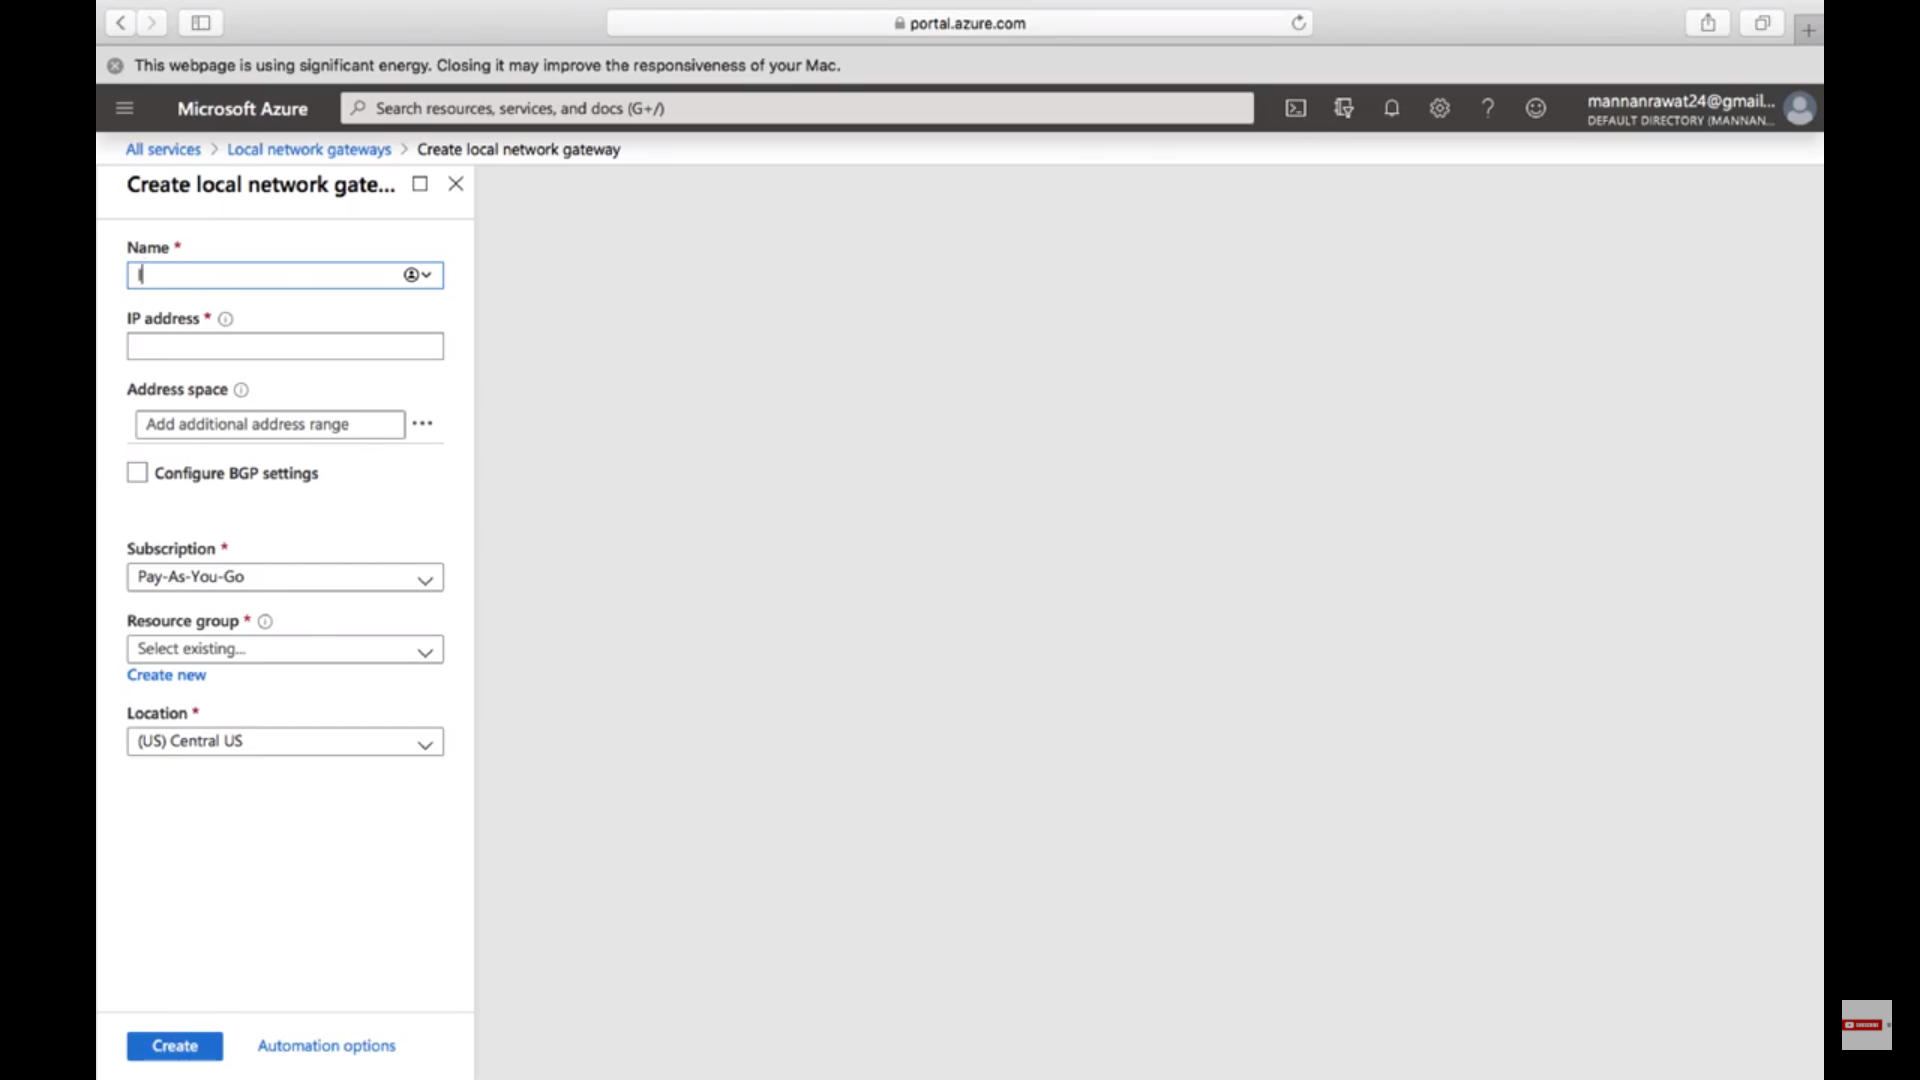 portal.azure.com
This webpage is using significant energy. Closing it may improve the responsiveness of your Mac.
Microsoft Azure
Search resources, services, and docs (G+/)
mannanrawat24@gmail...
DEFAULT DIRECTORY (MANNAN...
All services > Local network gateways > Create local network gateway
Create local network gate...
Name *
l
IP address *
Address space
Add additional address range
Configure BGP settings
Subscription *
Pay-As-You-Go
Resource group *
Select existing...
Create new
Location *
(US) Central US
Create
Automation options
SUBSCRIBE